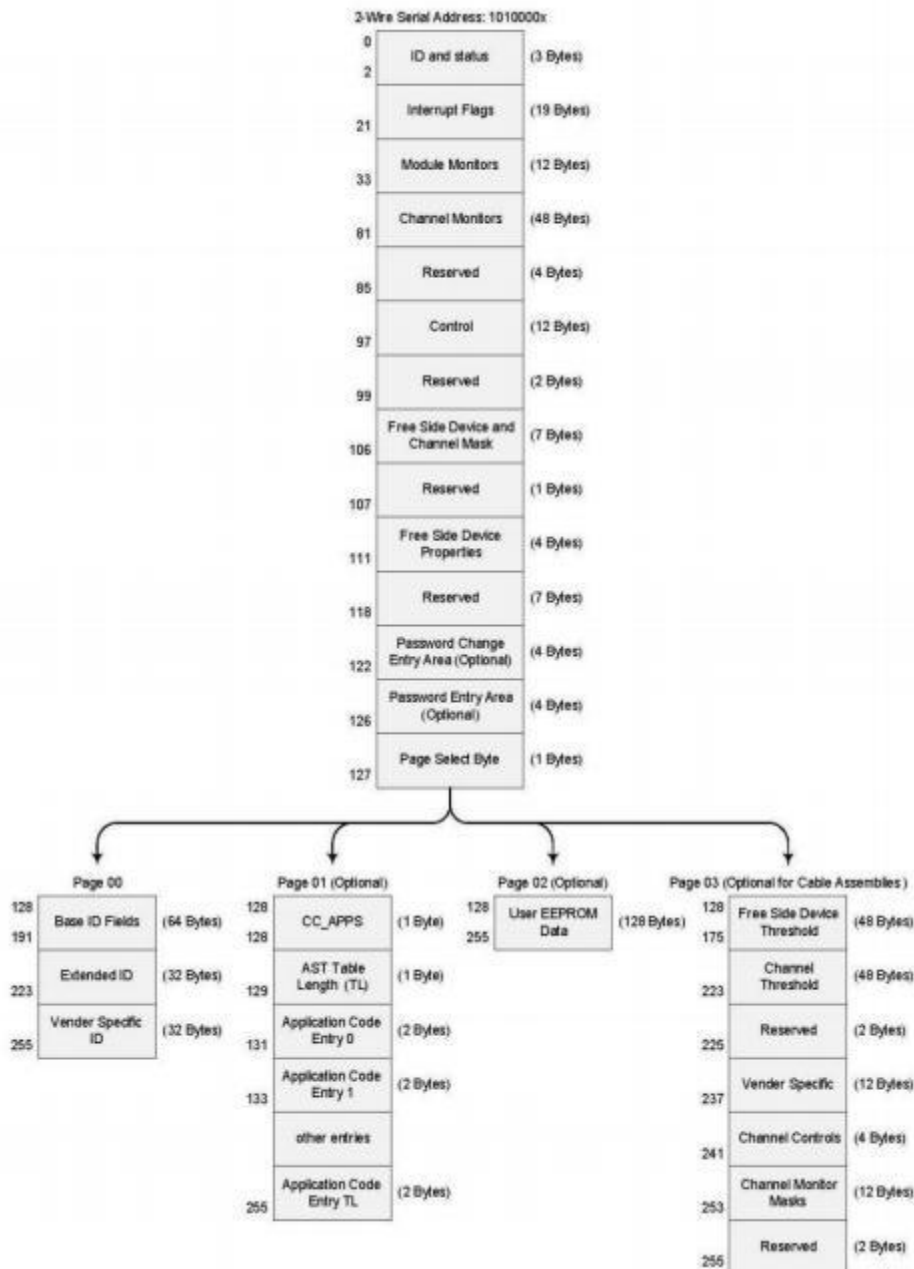 2-Wire Serial Address: 1010000x
0
ID and status (3 Bytes)
2
Interrupt Flags (19 Bytes)
21
Module Monitors (12 Bytes)
33
Channel Monitors (48 Bytes)
81
Reserved (4 Bytes)
85
Control (12 Bytes)
97
Reserved (2 Bytes)
99
Free Side Device and
Channel Mask (7 Bytes)
106
Reserved (1 Bytes)
107
Free Side Device
Properties (4 Bytes)
111
Reserved (7 Bytes)
118
Password Change
Entry Area (Optional) (4 Bytes)
122
Password Entry Area
(Optional) (4 Bytes)
126
Page Select Byte (1 Bytes)
127
Page 00
128
Base ID Fields (64 Bytes)
191
Extended ID (32 Bytes)
223
Vender Specific
ID (32 Bytes)
255
Page 01 (Optional)
128
CC_APPS (1 Byte)
128
AST Table
Length (TL) (1 Byte)
129
Application Code
Entry 0 (2 Bytes)
131
Application Code
Entry 1 (2 Bytes)
133
other entries
Application Code
Entry TL (2 Bytes)
255
Page 02 (Optional)
128
User EEPROM
Data (128 Bytes)
255
Page 03 (Optional for Cable Assemblies)
128
Free Side Device
Threshold (48 Bytes)
175
Channel
Threshold (48 Bytes)
223
Reserved (2 Bytes)
225
Vender Specific (12 Bytes)
237
Channel Controls (4 Bytes)
241
Channel Monitor
Masks (12 Bytes)
253
Reserved (2 Bytes)
255